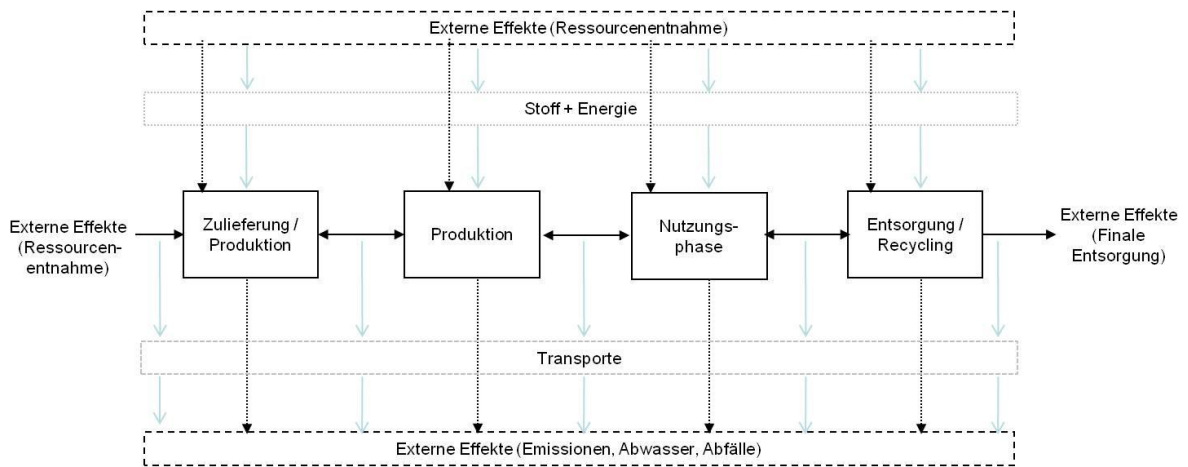 Externe Effekte (Ressourcenentnahme)
Stoff + Energie
Externe Effekte
(Ressourcen-
entnahme)
Zulieferung /
Produktion
Produktion
Nutzungs-
phase
Entsorgung /
Recycling
Externe Effekte
(Finale
Entsorgung)
Transporte
Externe Effekte (Emissionen, Abwasser, Abfälle)